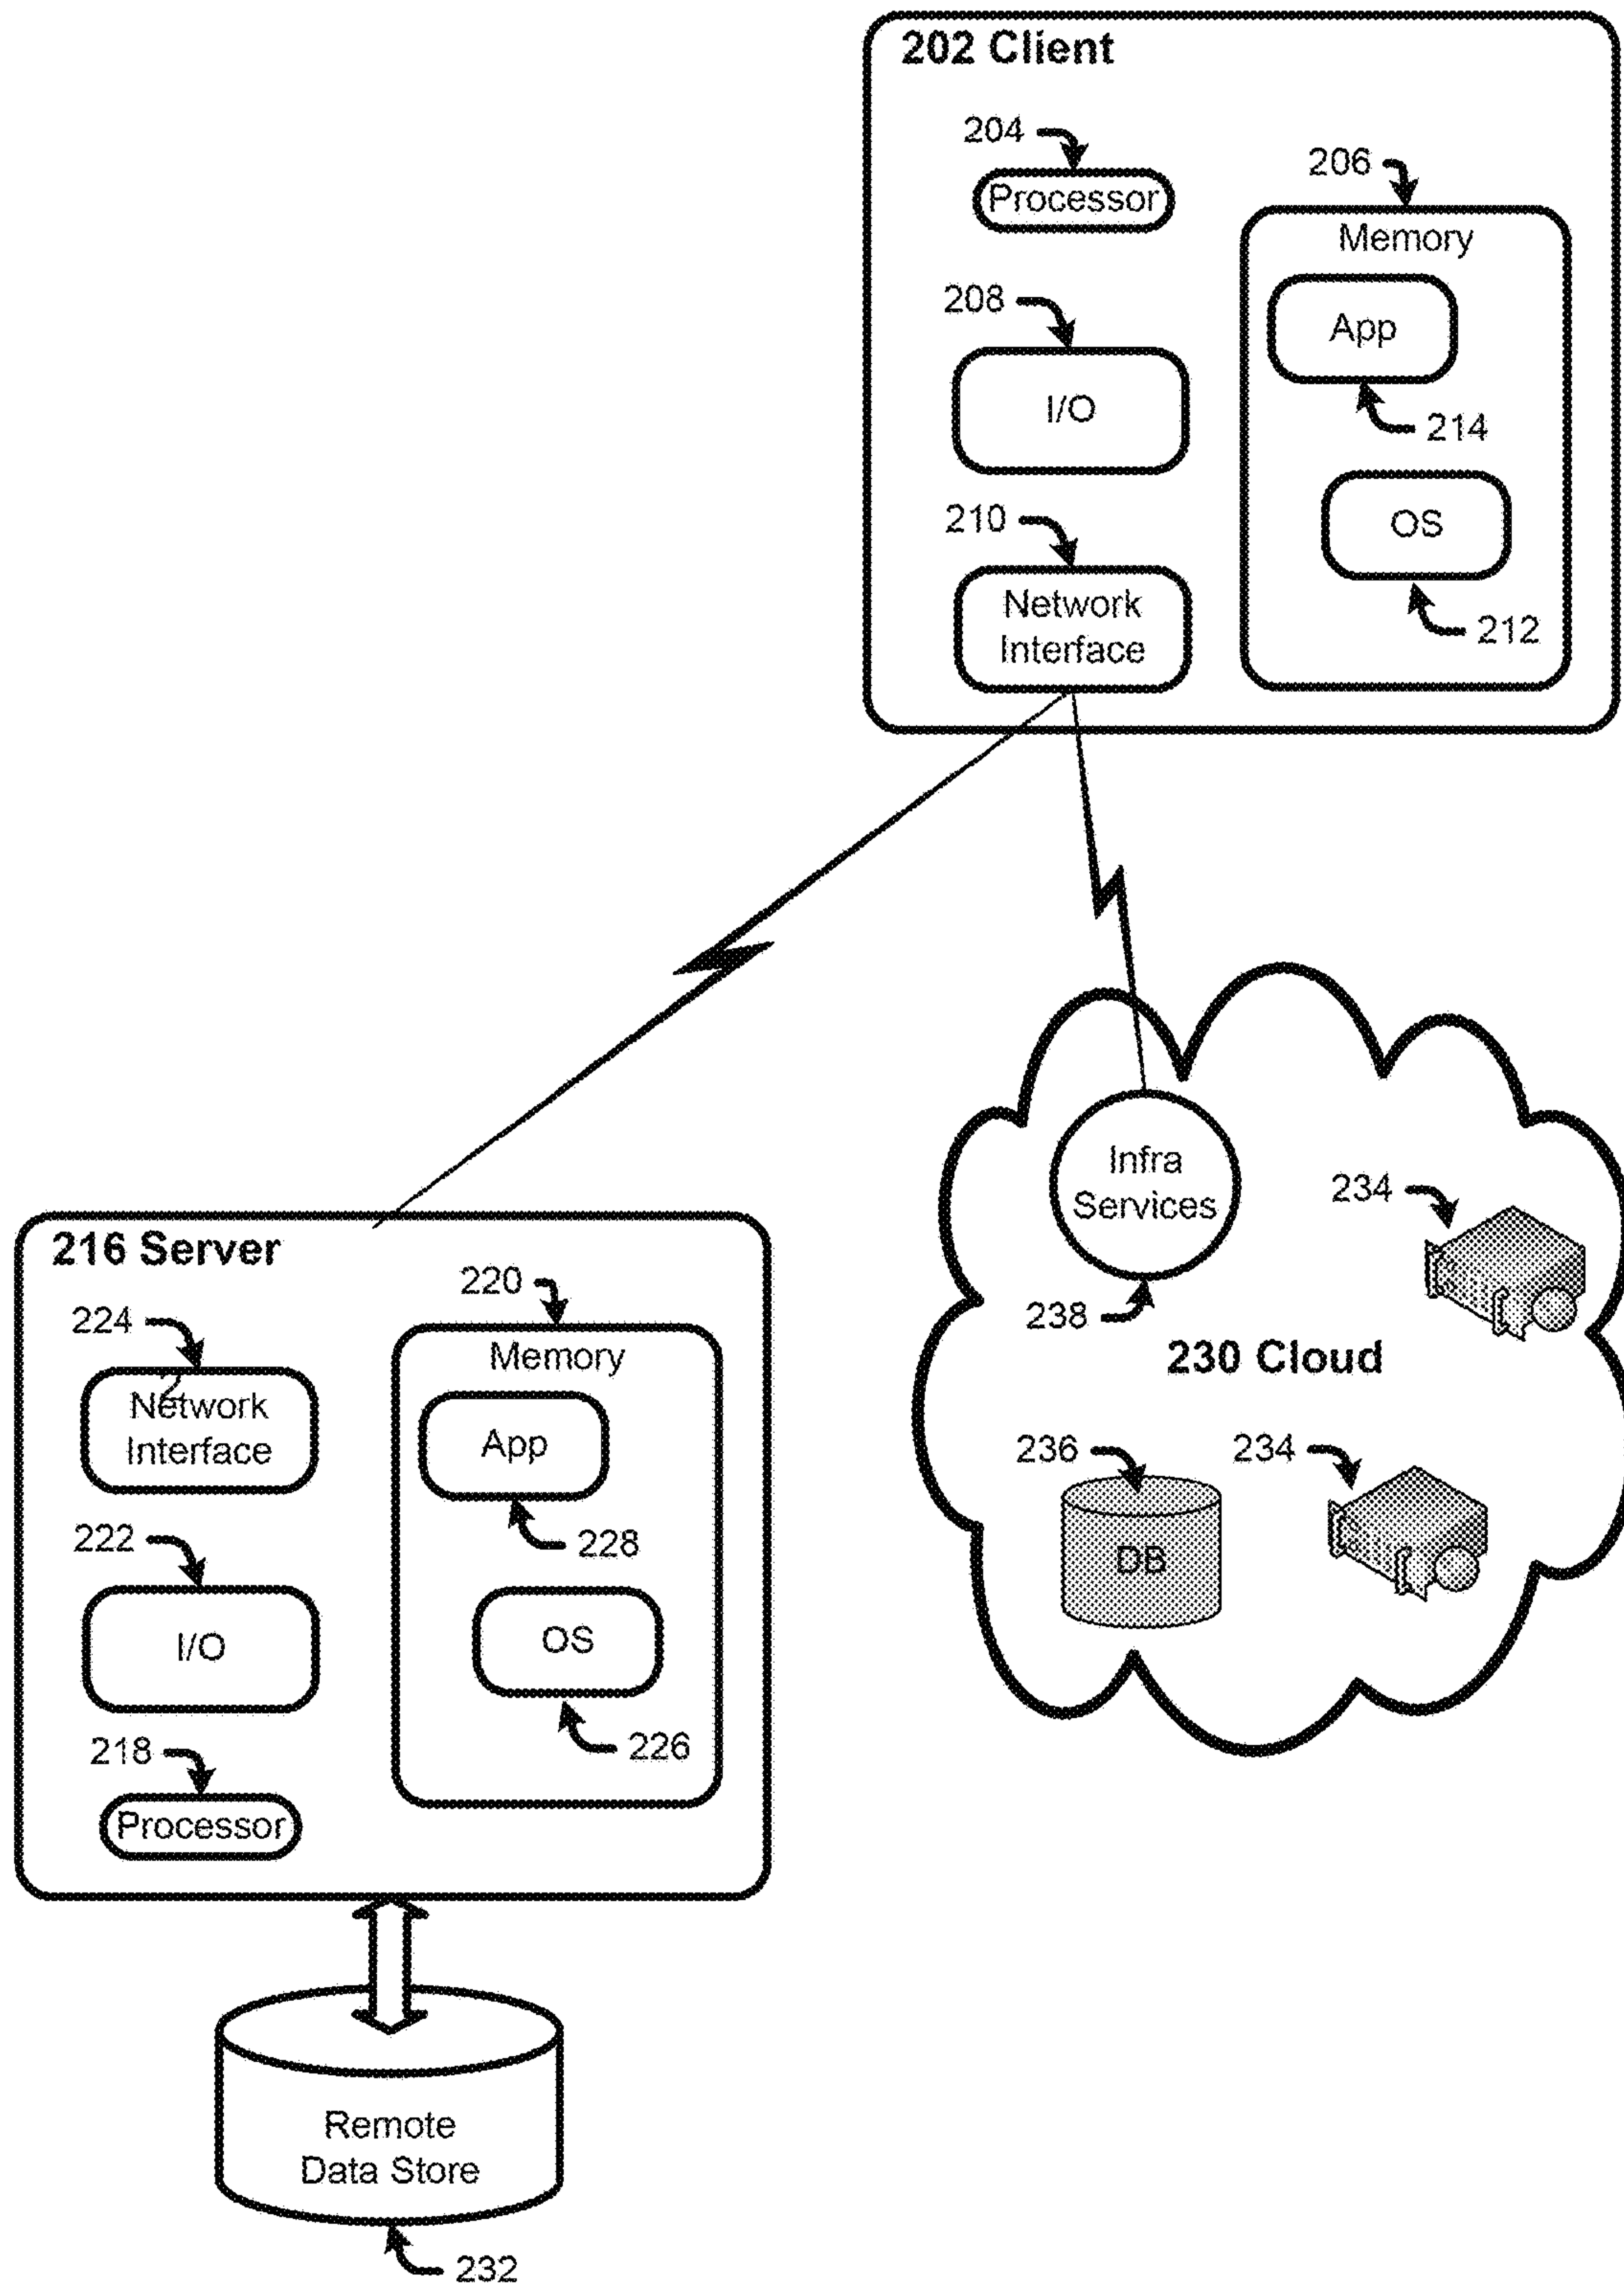 202 Client
204
Processor
206
Memory
208
I/O
App
214
210
Network
Interface
OS
212
216 Server
224
Network
Interface
220
Memory
App
228
222
I/O
OS
226
218
Processor
Infra
Services
238
234
230 Cloud
236
DB
234
Remote
Data Store
232